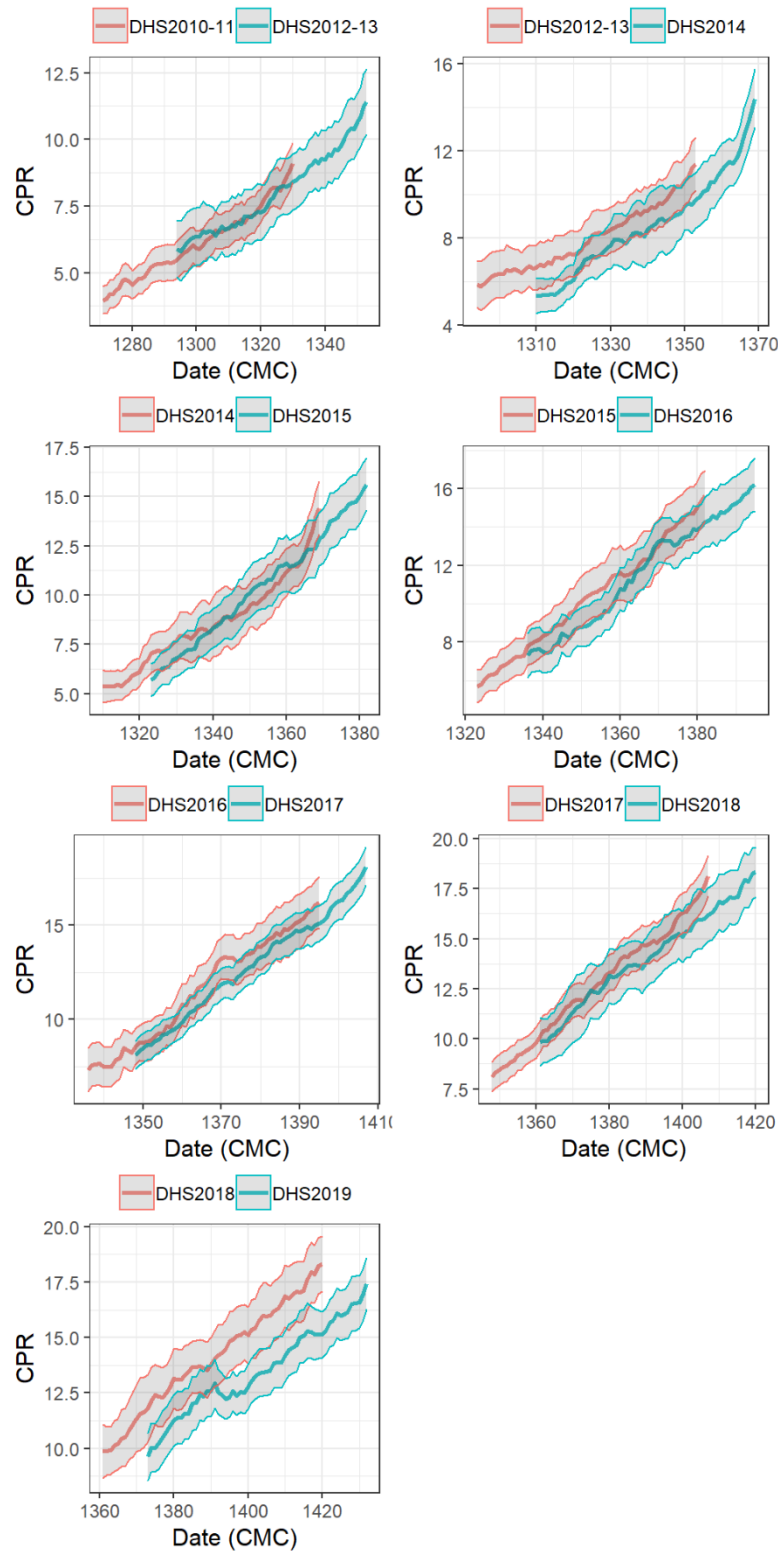 DHS2010-11 DHS2012-13
12.5
10.0
7.5
5.0
CPR
1280 1300 1320 1340
Date (CMC)
DHS2012-13 DHS2014
16
12
8
4
CPR
1310 1330 1350 1370
Date (CMC)
DHS2014 DHS2015
17.5
15.0
12.5
10.0
7.5
5.0
CPR
1320 1340 1360 1380
Date (CMC)
DHS2015 DHS2016
16
12
8
CPR
1320 1340 1360 1380
Date (CMC)
DHS2016 DHS2017
15
10
CPR
1350 1370 1390 1410
Date (CMC)
DHS2017 DHS2018
20.0
17.5
15.0
12.5
10.0
7.5
CPR
1360 1380 1400 1420
Date (CMC)
DHS2018 DHS2019
20.0
17.5
15.0
12.5
10.0
CPR
1360 1380 1400 1420
Date (CMC)